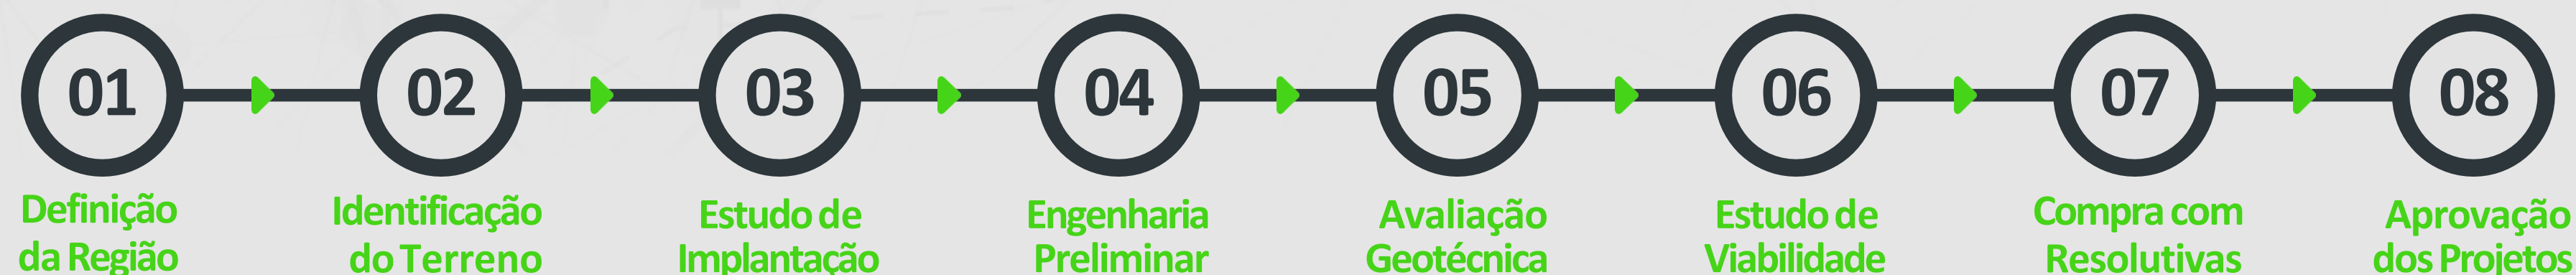 01
02
03
04
05
06
07
08
Definição
da Região
Identificação
do Terreno
Estudo de
Implantação
Engenharia
Preliminar
Avaliação
Geotécnica
Estudo de
Viabilidade
Compra com
Resolutivas
Aprovação
dos Projetos